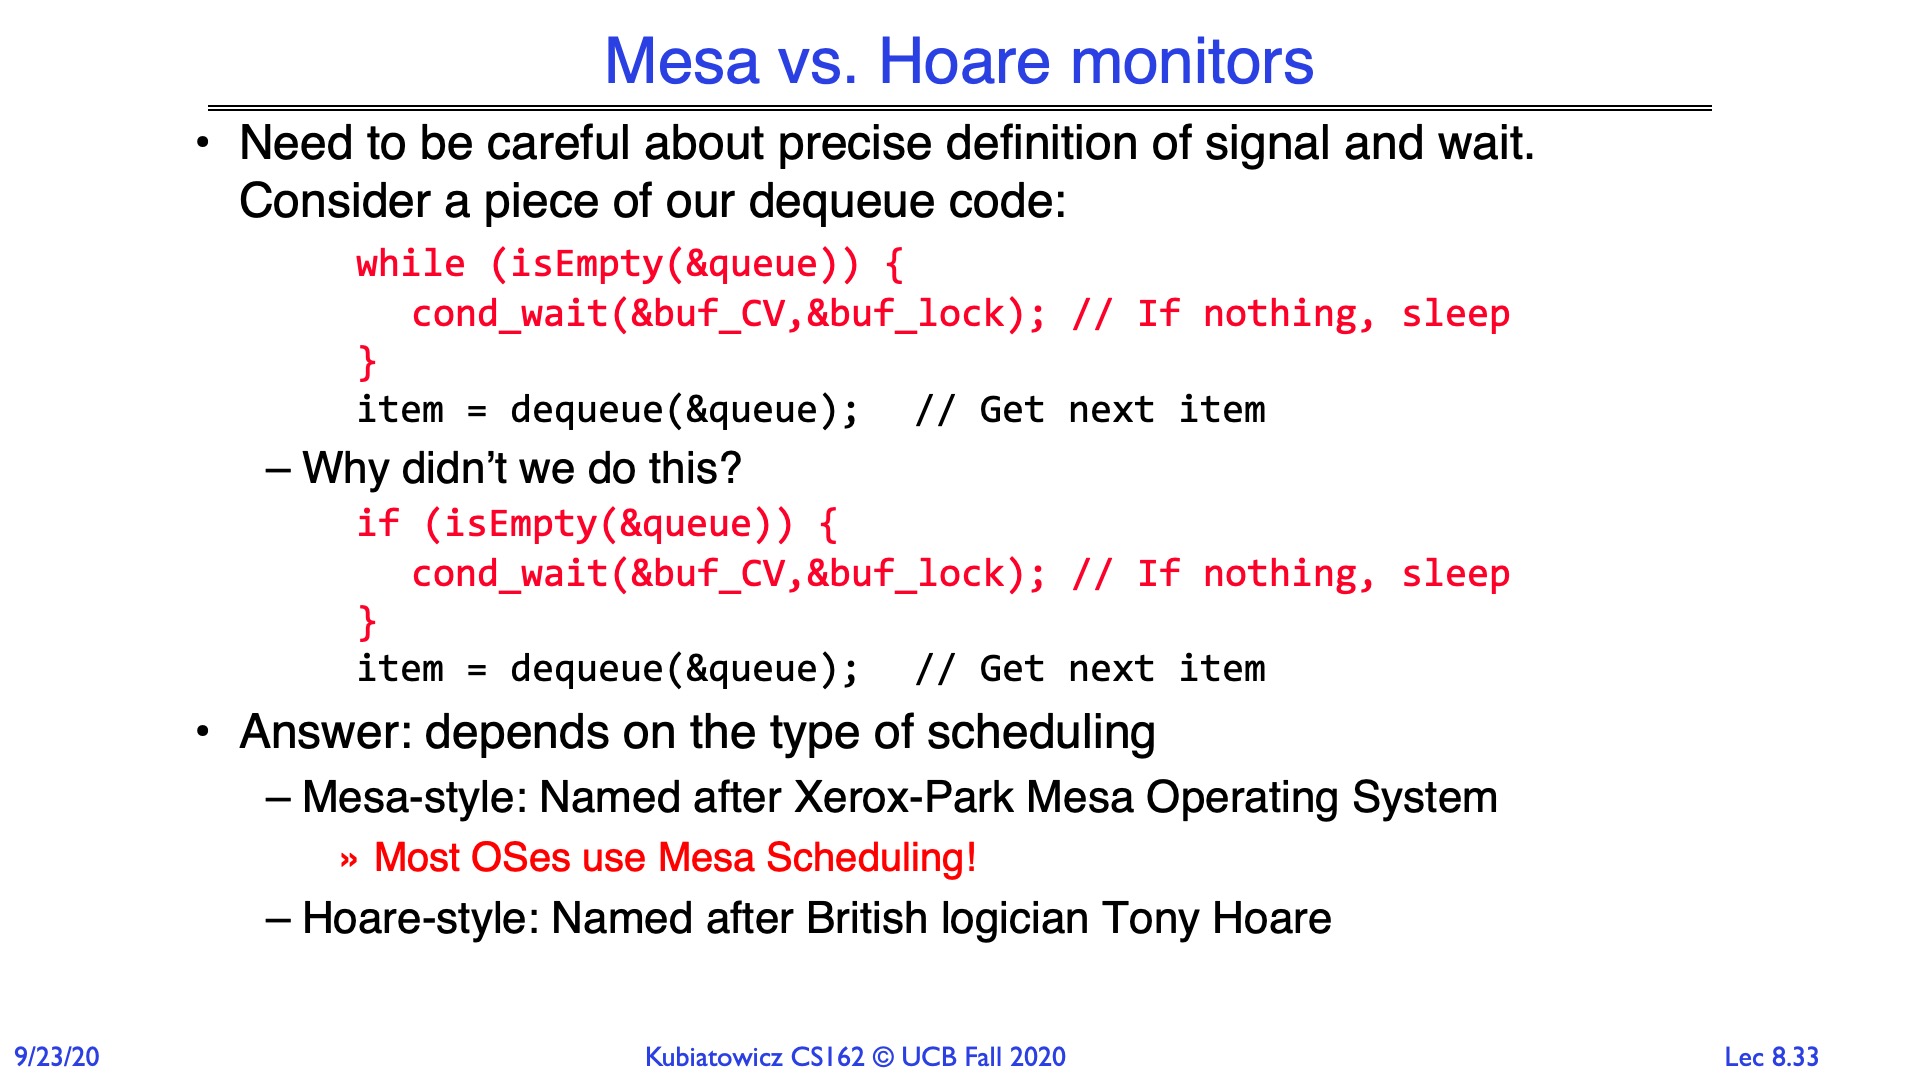 Mesa vs. Hoare monitors
• Need to be careful about precise definition of signal and wait.
Consider a piece of our dequeue code:
while (isEmpty(&queue)) {
cond_wait(&buf_CV,&buf_lock); // If nothing, sleep
}
item = dequeue(&queue); // Get next item
– Why didn’t we do this?
if (isEmpty(&queue)) {
cond_wait(&buf_CV,&buf_lock); // If nothing, sleep
}
item = dequeue(&queue); // Get next item
• Answer: depends on the type of scheduling
– Mesa-style: Named after Xerox-Park Mesa Operating System
» Most OSes use Mesa Scheduling!
– Hoare-style: Named after British logician Tony Hoare
9/23/20 Kubiatowicz CS162 © UCB Fall 2020 Lec 8.33